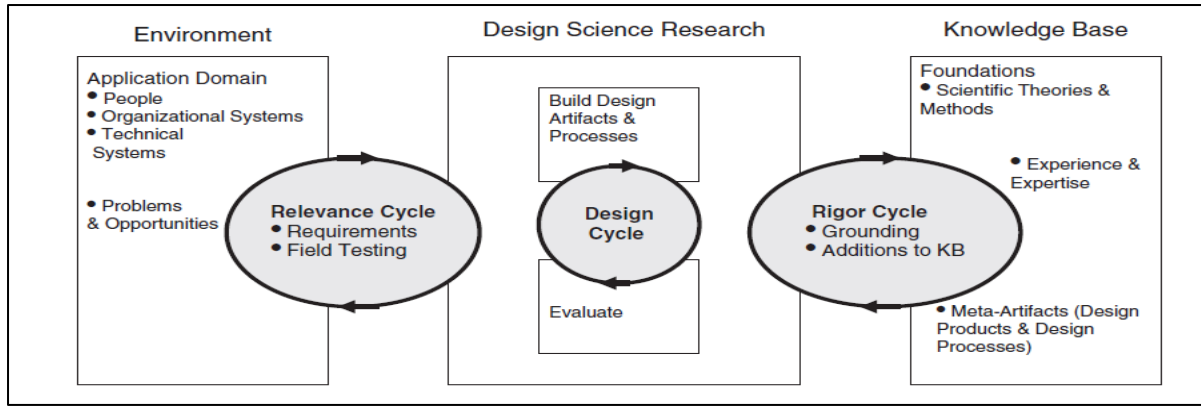 Environment
Design Science Research
Knowledge Base
Application Domain
• People
• Organizational Systems
• Technical
Systems
• Problems
& Opportunities
Relevance Cycle
• Requirements
• Field Testing
Build Design
Artifacts &
Processes
Design
Cycle
Evaluate
Rigor Cycle
• Grounding
• Additions to KB
Foundations
• Scientific Theories &
Methods
• Experience &
Expertise
• Meta-Artifacts (Design
Products & Design
Processes)